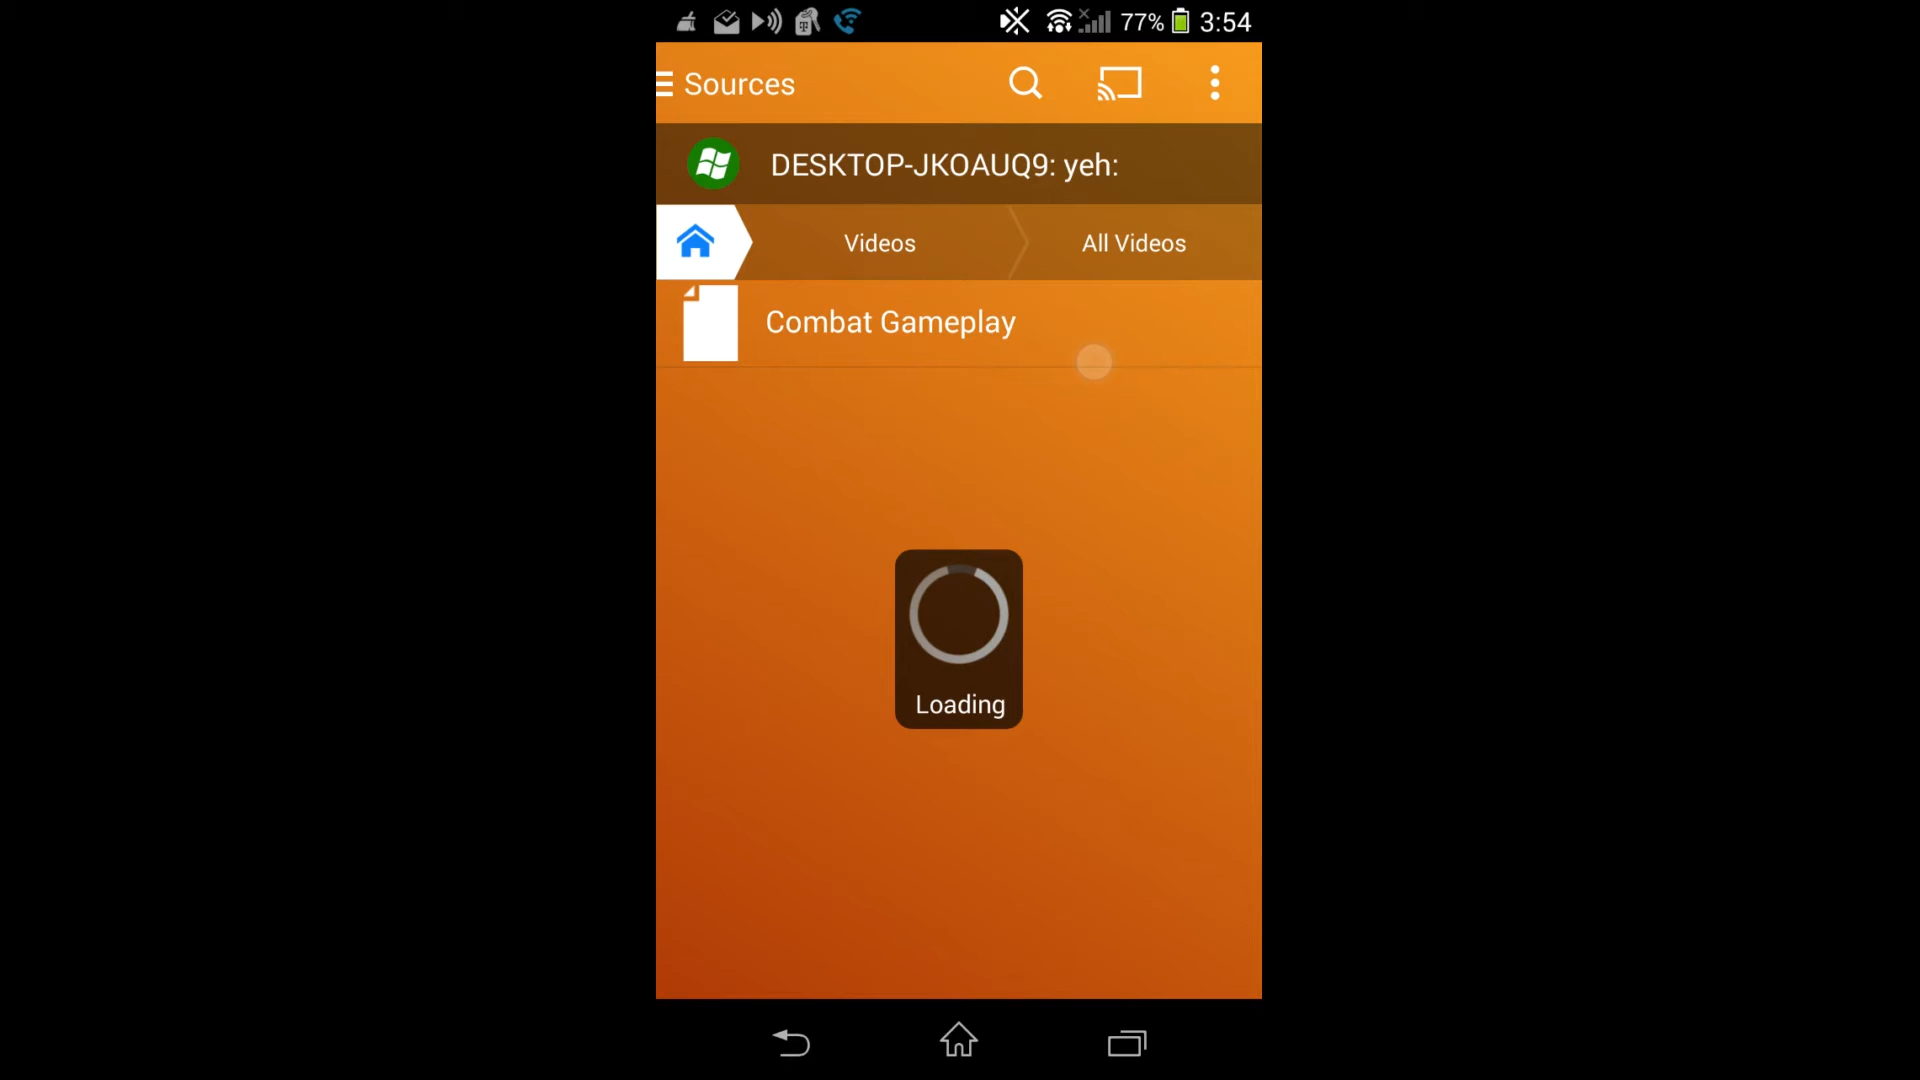 77% 3:54
Sources
DESKTOP-JKOAUQ9: yeh:
Videos All Videos
Combat Gameplay
Loading